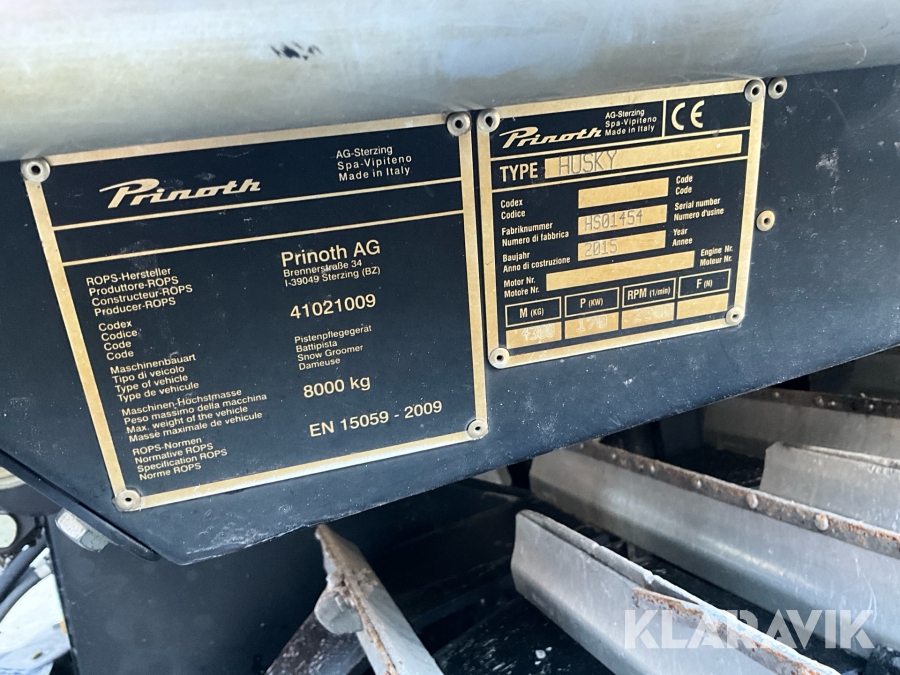 Prinoth
AG-Sterzing
Spa-Vipiteno
Made in Italy
ROPS-Hersteller
Produttore-ROPS
Constructeur-ROPS
Producer-ROPS
Prinoth AG
Brennerstraße 34
I-39049 Sterzing (BZ)
Codex
Codice
Code
Code
41021009
Maschinenbauart
Tipo di veicolo
Type of vehicle
Type de vehicule
Pistenpflegegerät
Battipista
Snow Groomer
Dameuse
Maschinen-Höchstmasse
Peso massimo della macchina
Max. weight of the vehicle
Masse maximale de vehicule
8000 kg
ROPS-Normen
Normative ROPS
Specification ROPS
Norme ROPS
EN 15059 - 2009
Prinoth
AG-Sterzing
Spa-Vipiteno
Made in Italy
CE
TYPE HUSKY
Codex
Codice
Code
Code
Fabriknummer
Numero di fabbrica
HS01454
Serial number
Numero d'usine
Baujahr
Anno di costruzione
2015
Year
Annee
Motor Nr.
Motore Nr.
Engine Nr.
Moteur Nr.
M (KG) P (KW) RPM (1/min) F (N)
KLARAVIK